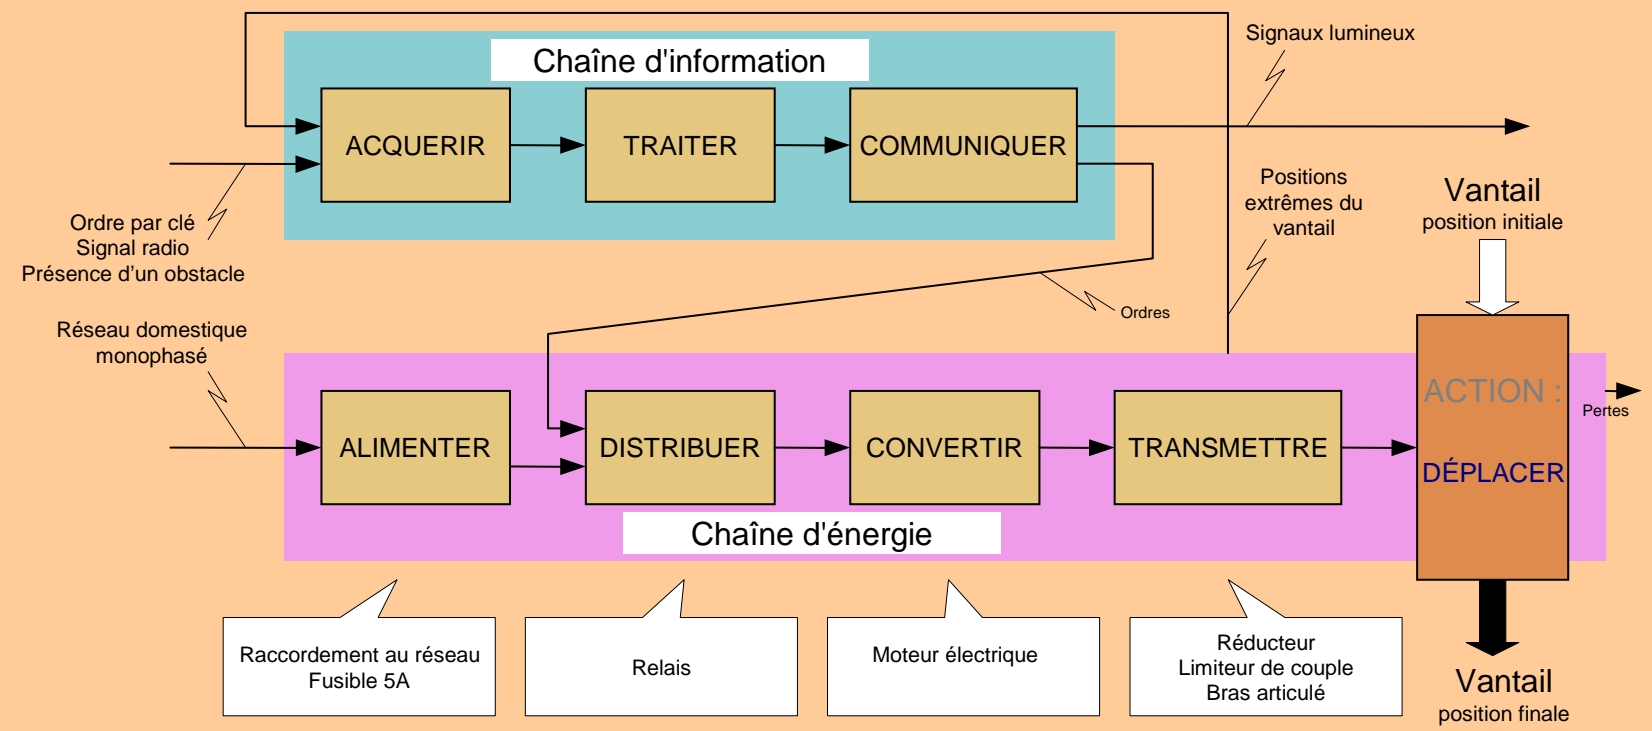 Signaux lumineux
Chaîne d'information
ACQUERIR
TRAITER
COMMUNIQUER
Ordre par clé
Signal radio
Présence d'un obstacle
Positions
extrêmes du
vantail
Vantail
position initiale
Ordres
Réseau domestique
monophasé
ALIMENTER
DISTRIBUER
CONVERTIR
TRANSMETTRE
ACTION :
DÉPLACER
Pertes
Chaîne d'énergie
Raccordement au réseau
Fusible 5A
Relais
Moteur électrique
Réducteur
Limiteur de couple
Bras articulé
Vantail
position finale